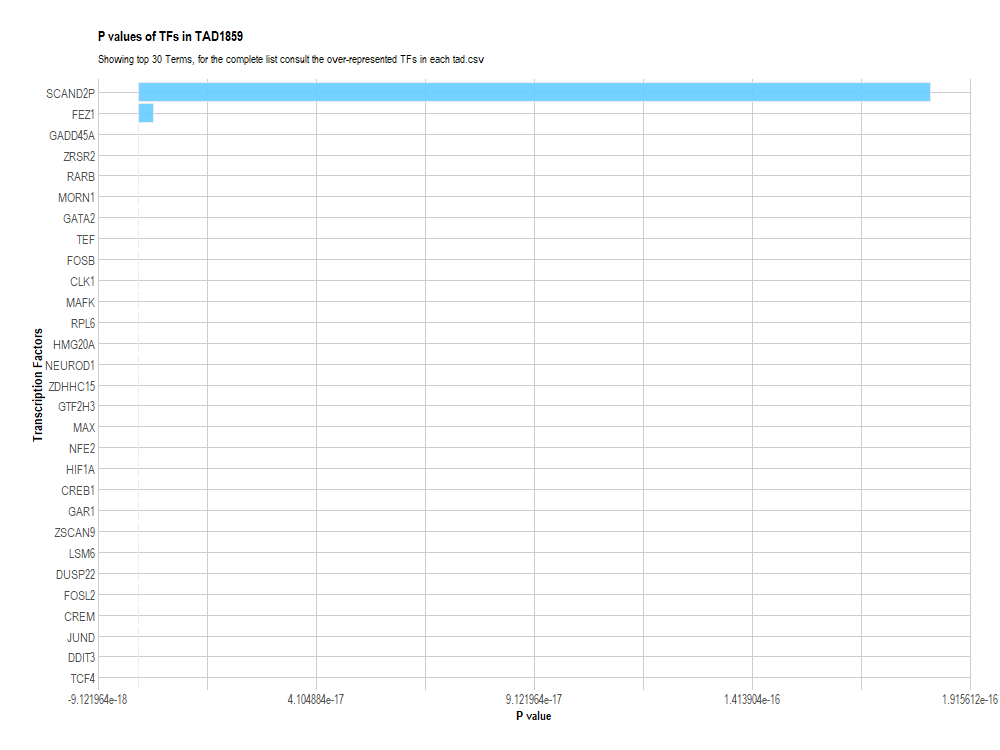 P values of TFs in TAD1859
Showing top 30 Terms, for the complete list consult the over-represented TFs in each tad.csv
Transcription Factors
SCAND2P
FEZ1
GADD45A
ZRSR2
RARB
MORN1
GATA2
TEF
FOSB
CLK1
MAFK
RPL6
HMG20A
NEUROD1
ZDHHC15
GTF2H3
MAX
NFE2
HIF1A
CREB1
GAR1
ZSCAN9
LSM6
DUSP22
FOSL2
CREM
JUND
DDIT3
TCF4
-9.121964e-18 4.104884e-17 9.121964e-17 1.413904e-16 1.915612e-16
P value